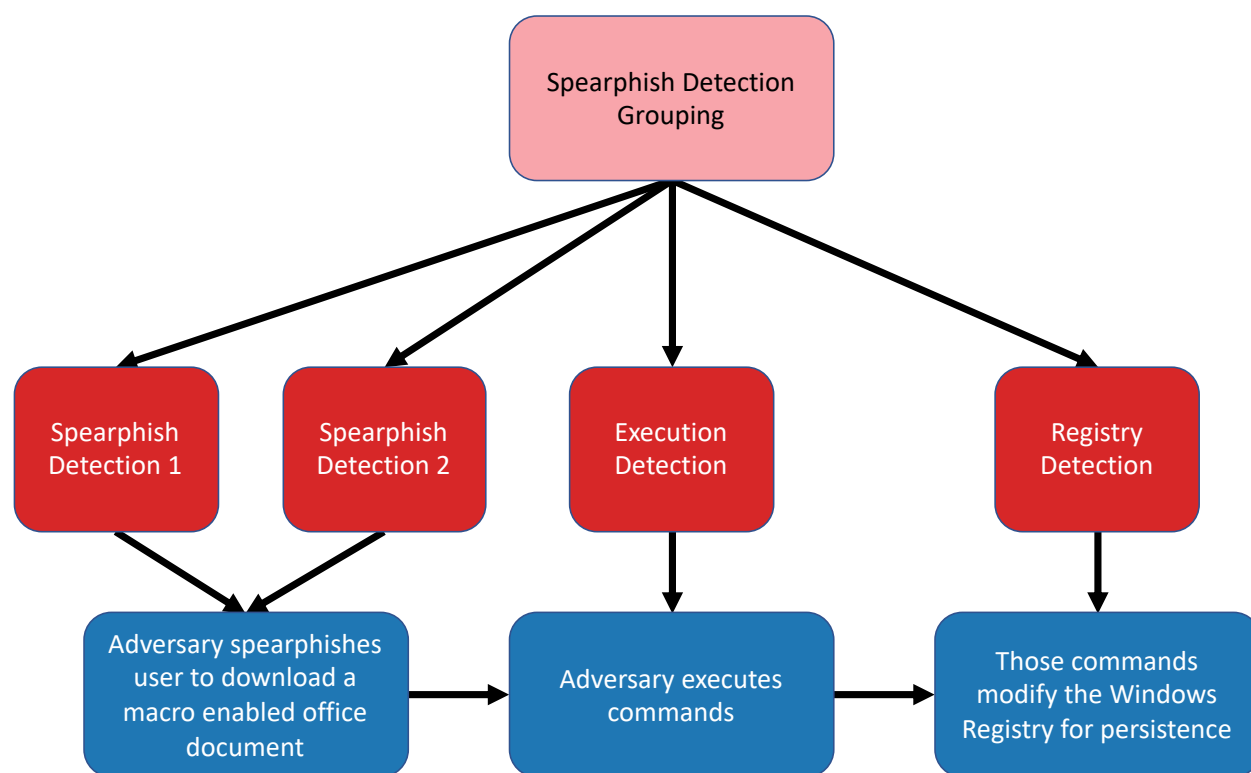 Spearphish Detection
Grouping
Spearphish
Detection 1
Spearphish
Detection 2
Execution
Detection
Registry
Detection
Adversary spearphishes
user to download a
macro enabled office
document
Adversary executes
commands
Those commands
modify the Windows
Registry for persistence